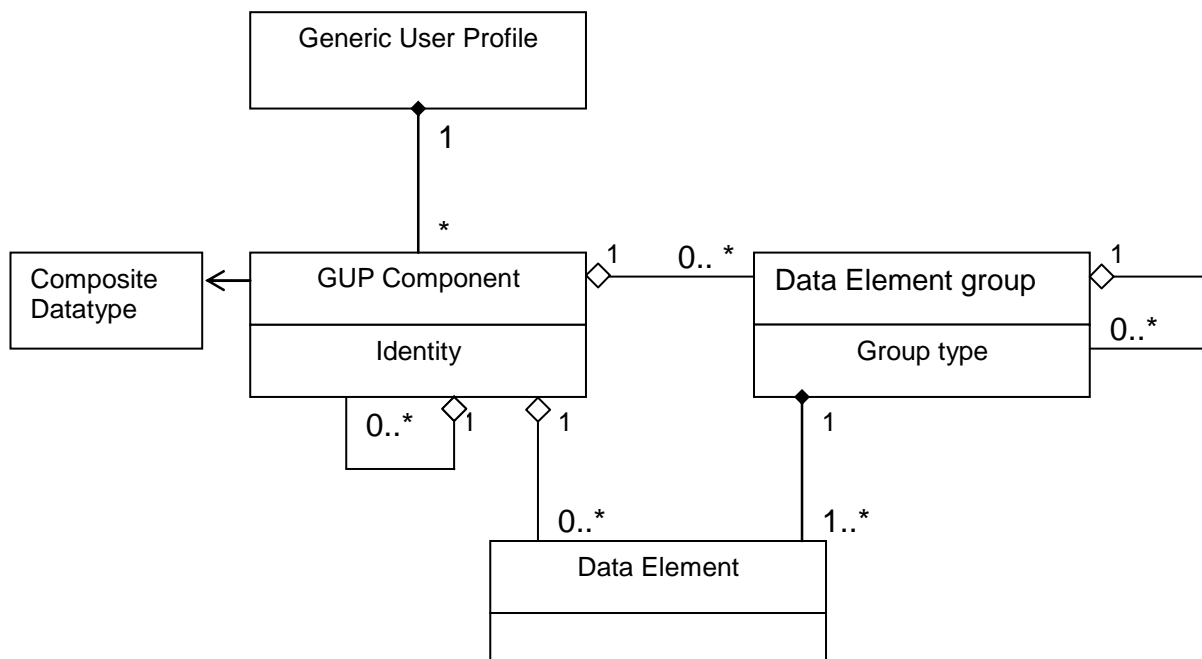 Generic User Profile
1
*
Composite
Datatype
GUP Component
1
0.. *
Data Element group
1
Identity
Group type
0..*
0..*
1
1
1
0..*
1..*
Data Element